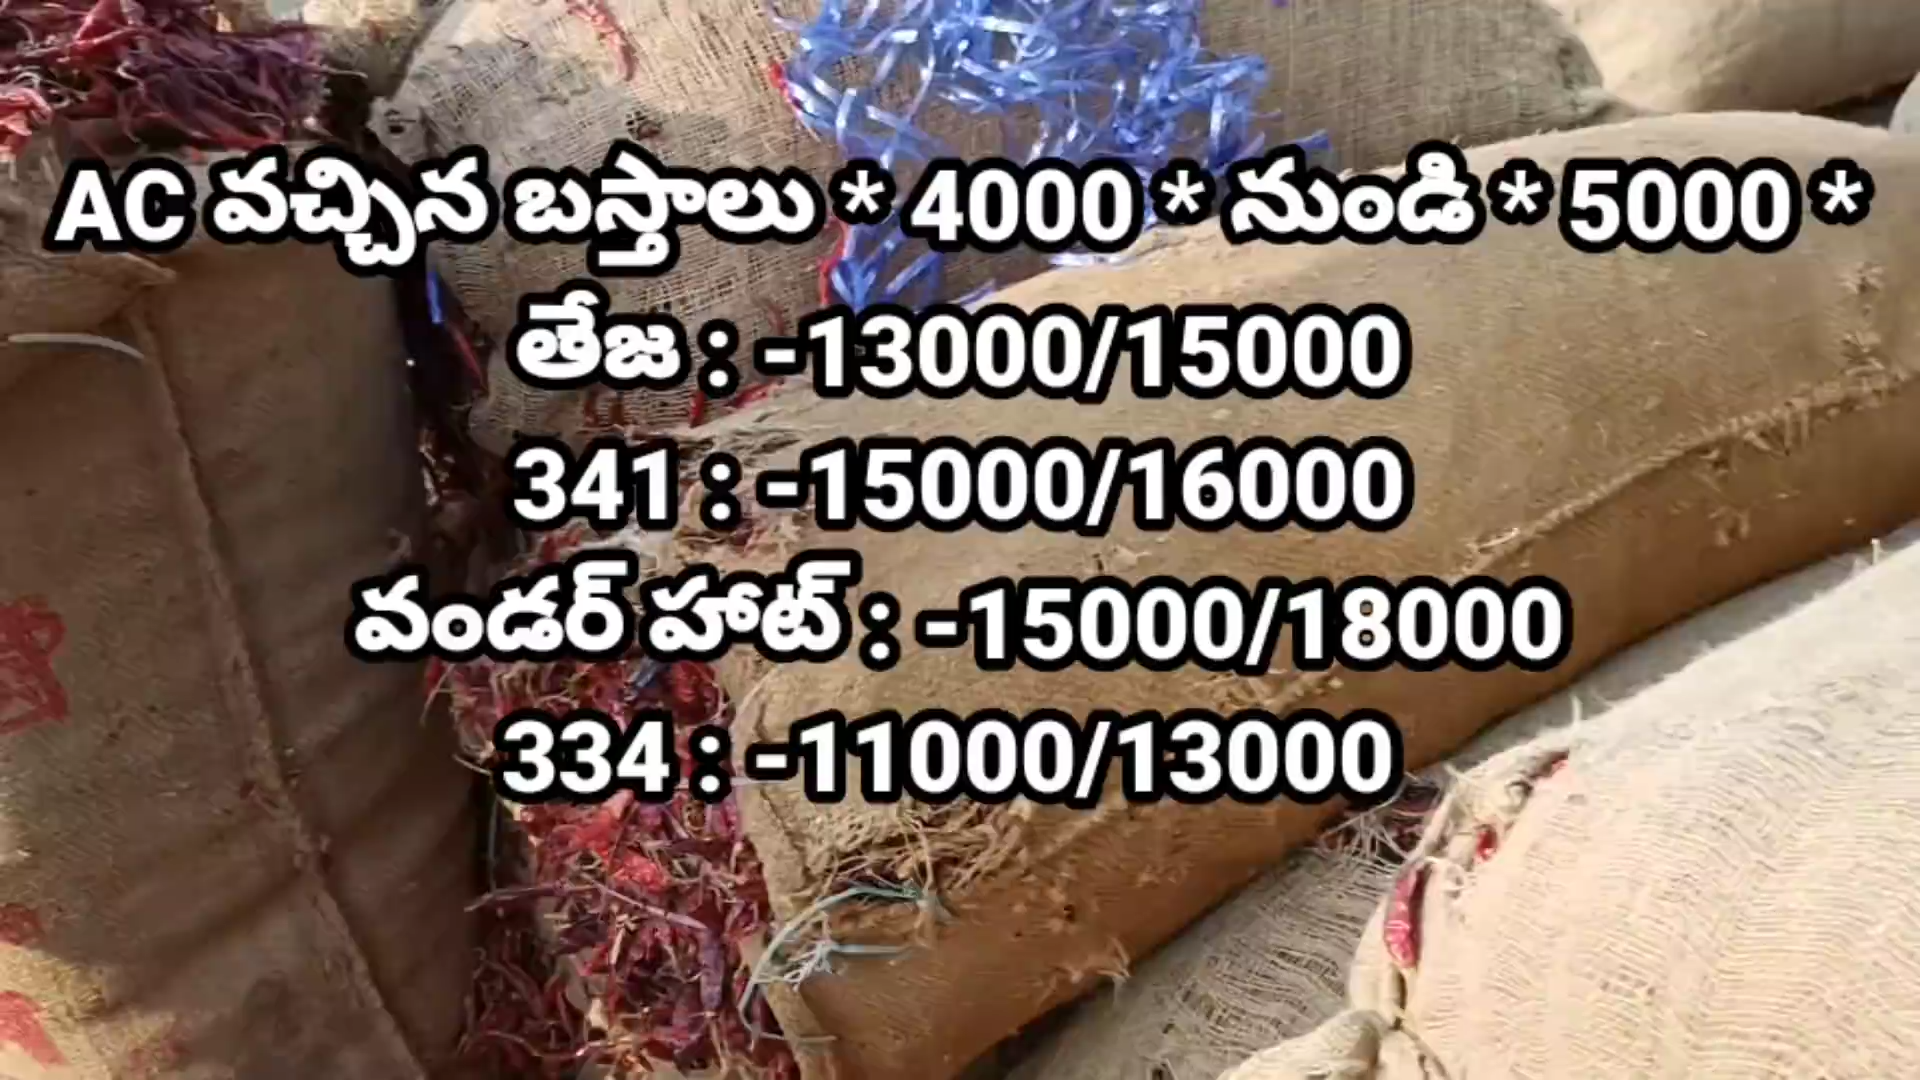 AC వచ్చిన బస్తాలు * 4000 * నుండి * 5000 *
తేజ : -13000/15000
341 : -15000/16000
వండర్ హాట్ : -15000/18000
334 : -11000/13000